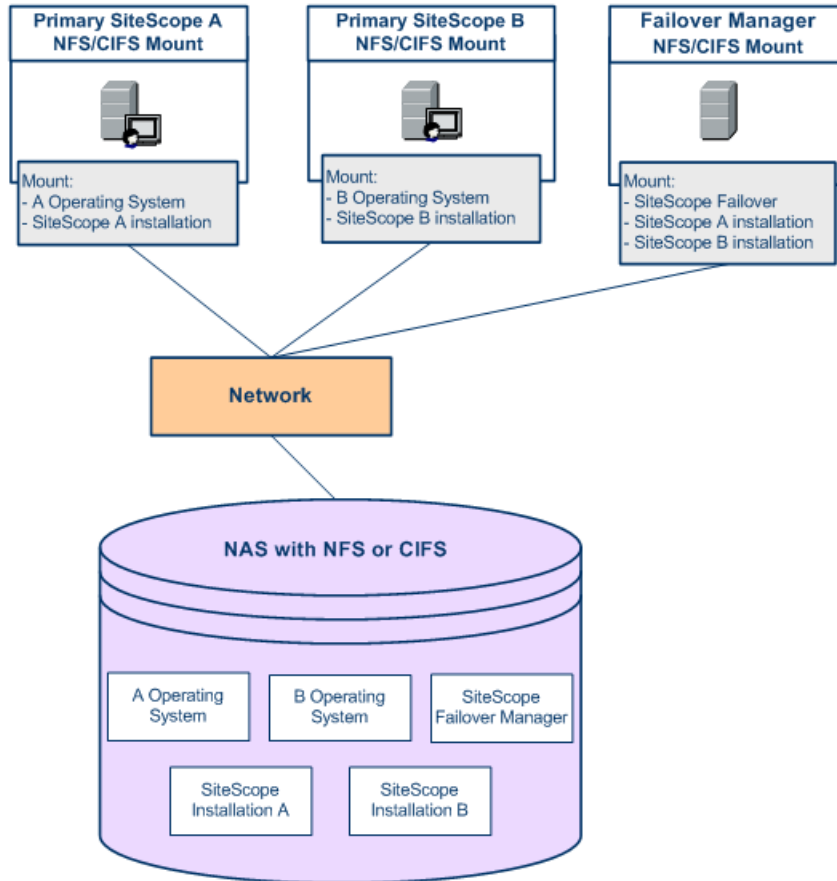 Primary SiteScope A
NFS/CIFS Mount
Primary SiteScope B
NFS/CIFS Mount
Failover Manager
NFS/CIFS Mount
Mount:
- A Operating System
- SiteScope A installation
Mount:
- B Operating System
- SiteScope B installation
Mount:
- SiteScope Failover
- SiteScope A installation
- SiteScope B installation
Network
NAS with NFS or CIFS
A Operating
System
B Operating
System
SiteScope
Failover Manager
SiteScope
Installation A
SiteScope
Installation B